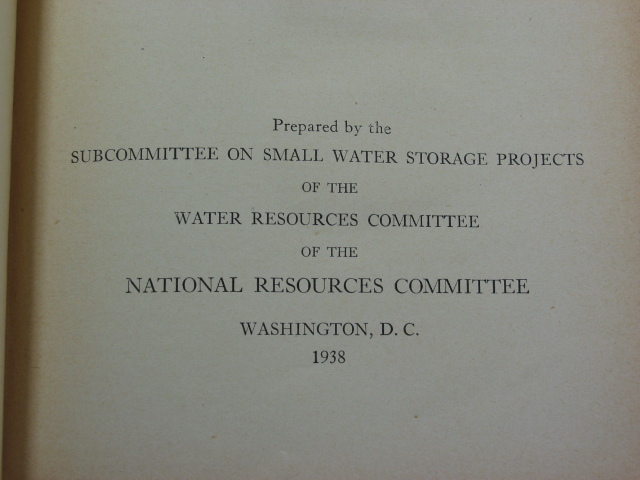 Prepared by the
SUBCOMMITTEE ON SMALL WATER STORAGE PROJECTS
OF THE
WATER RESOURCES COMMITTEE
OF THE
NATIONAL RESOURCES COMMITTEE
WASHINGTON, D. C.
1938